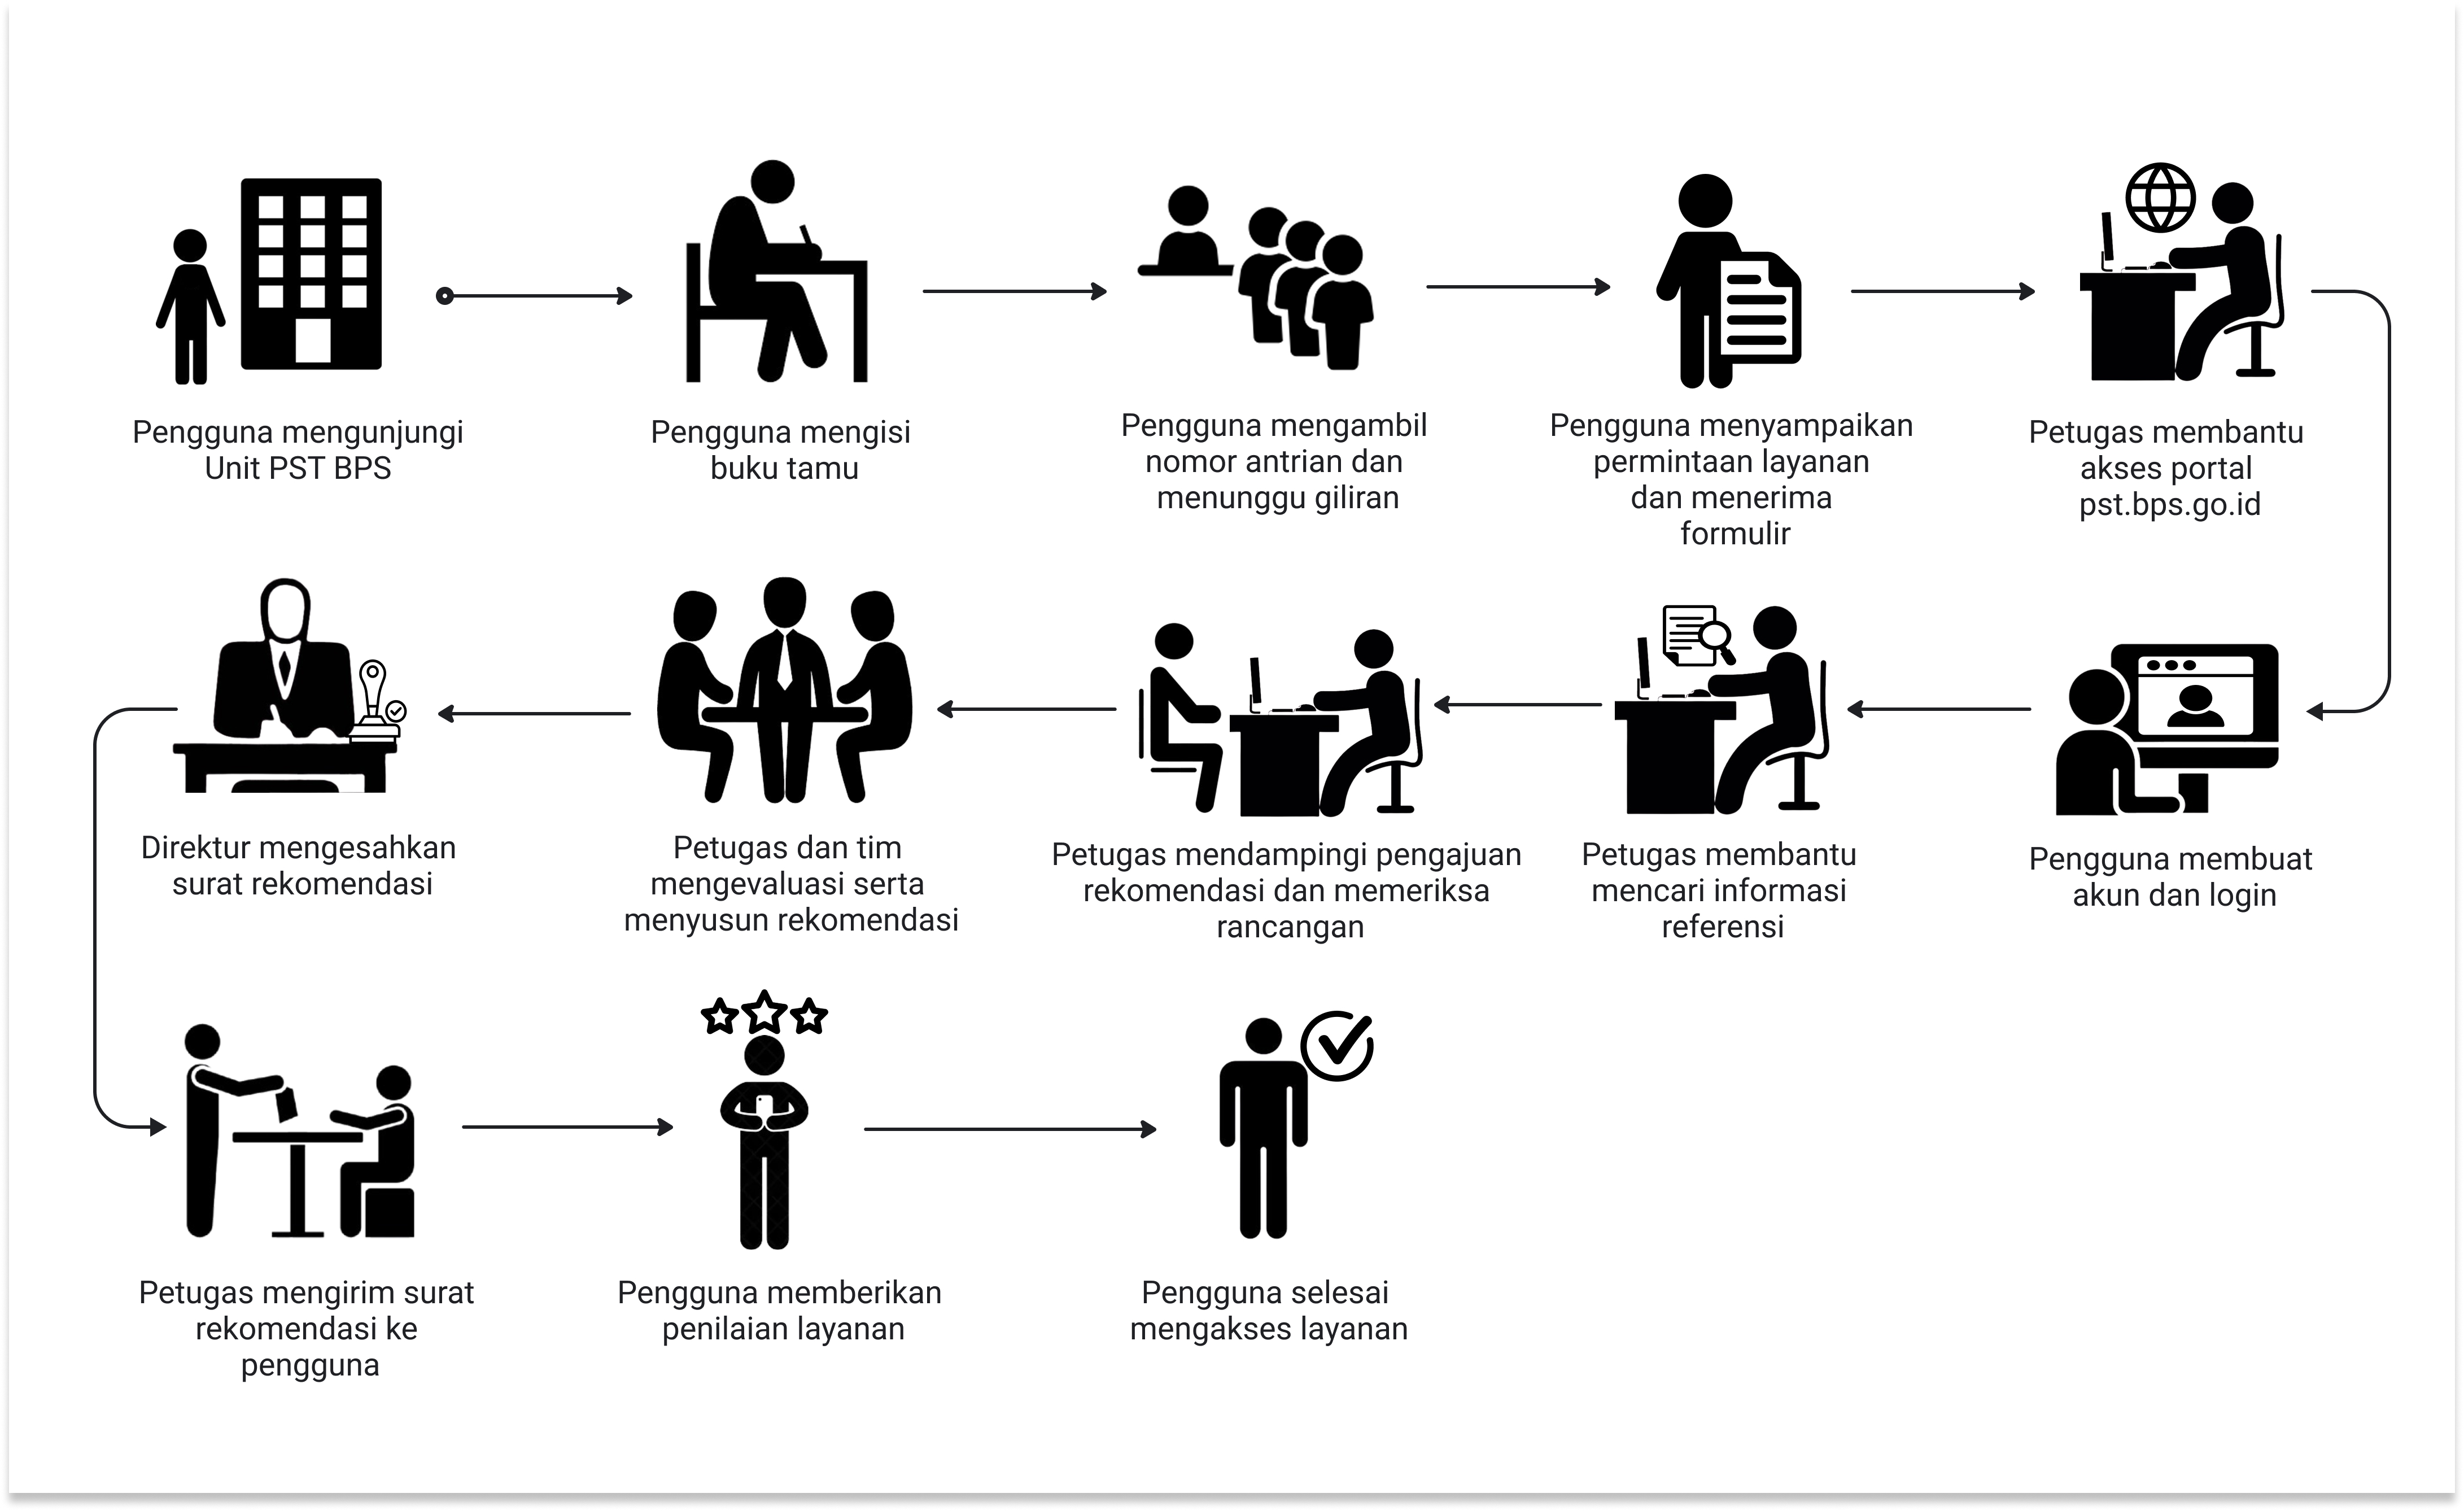 Pengguna mengunjungi
Unit PST BPS
Pengguna mengisi
buku tamu
Pengguna mengambil
nomor antrian dan
menunggu giliran
Pengguna menyampaikan
permintaan layanan
dan menerima
formulir
Petugas membantu
akses portal
pst.bps.go.id
Pengguna membuat
akun dan login
Petugas membantu
mencari informasi
referensi
Petugas mendampingi pengajuan
rekomendasi dan memeriksa
rancangan
Petugas dan tim
mengevaluasi serta
menyusun rekomendasi
Direktur mengesahkan
surat rekomendasi
Petugas mengirim surat
rekomendasi ke
pengguna
Pengguna memberikan
penilaian layanan
Pengguna selesai
mengakses layanan